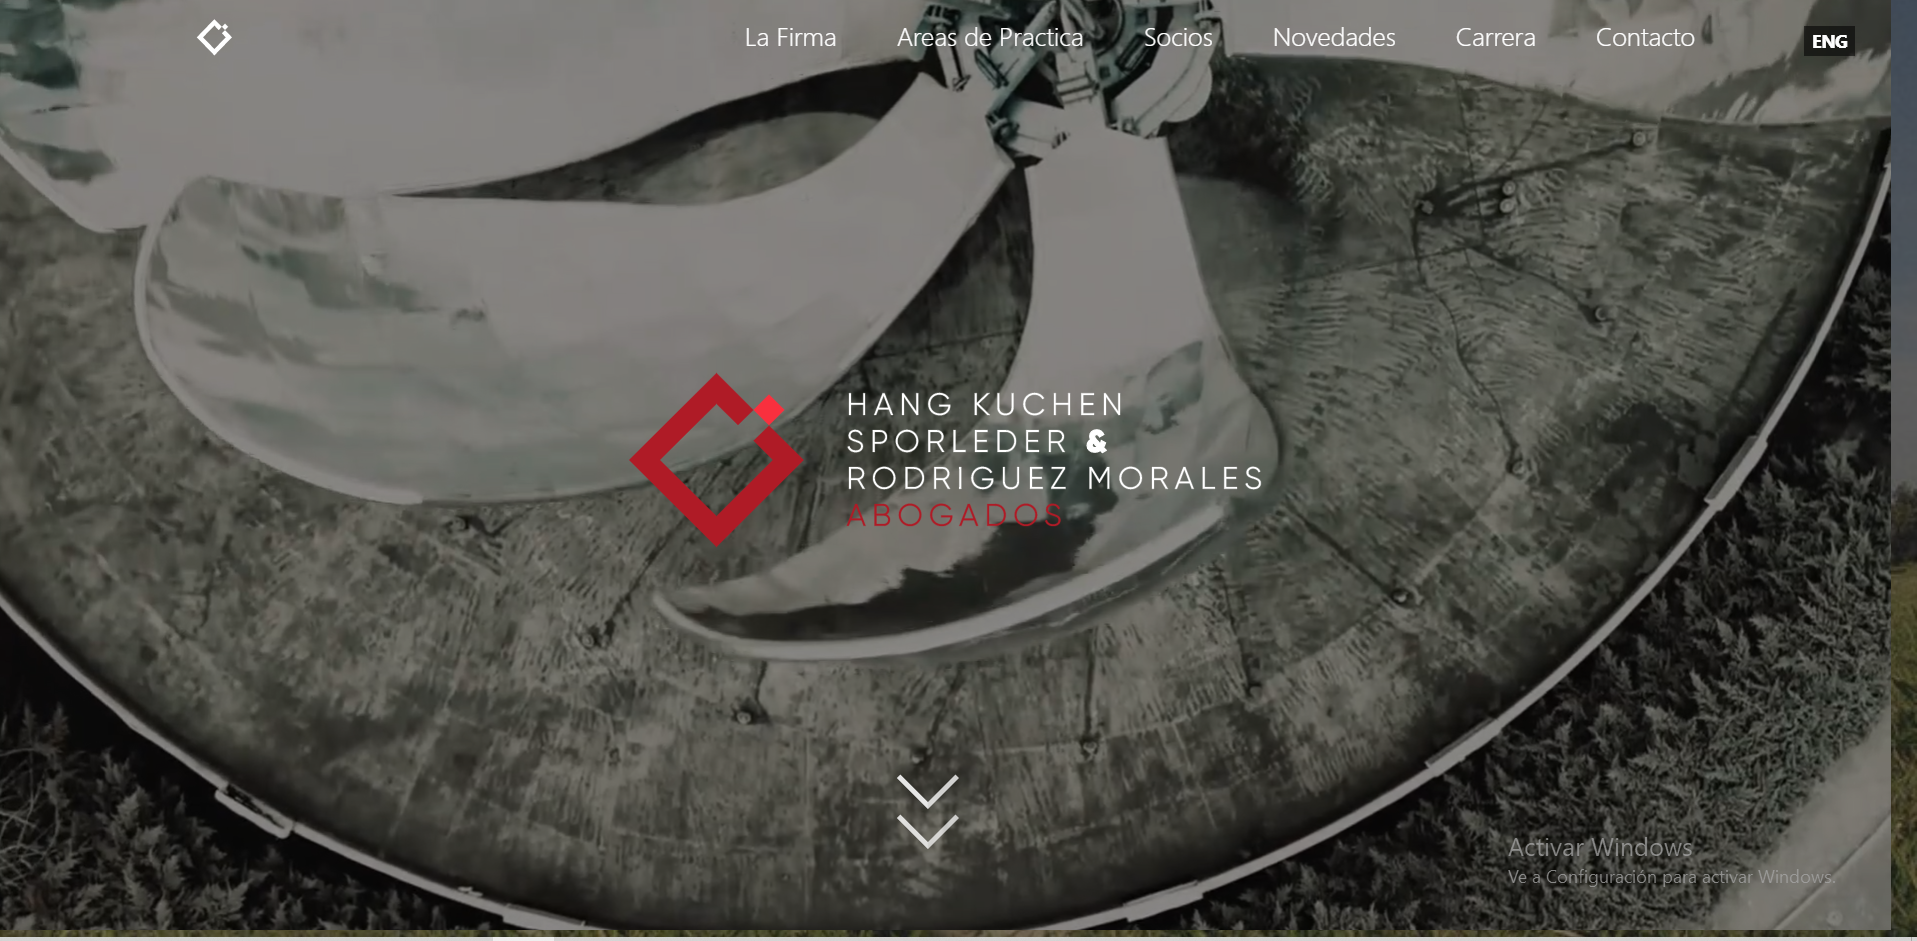 La Firma
Areas de Practica
Socios
Novedades
Carrera
Contacto
ENG
HANG KUCHEN
SPORLEDER &
RODRIGUEZ MORALES
ABOGADOS
Activar Windows
Ve a Configuración para activar Windows.